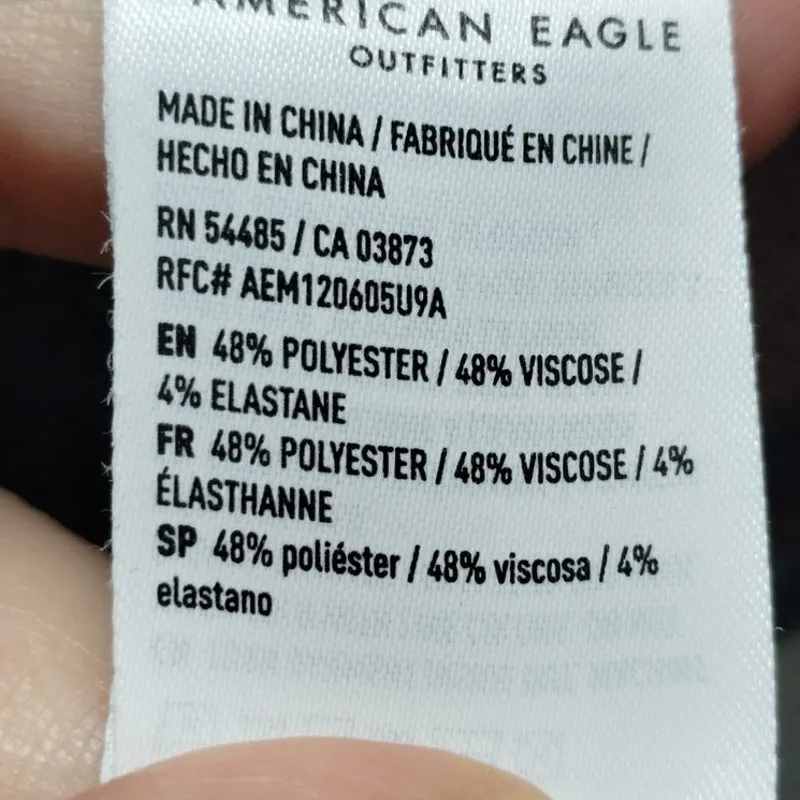 AMERICAN EAGLE
OUTFITTERS
MADE IN CHINA / FABRIQUÉ EN CHINE /
HECHO EN CHINA
RN 54485 / CA 03873
RFC# AEM120605U9A
EN 48% POLYESTER / 48% VISCOSE /
4% ELASTANE
FR 48% POLYESTER / 48% VISCOSE / 4%
ÉLASTHANNE
SP 48% poliéster / 48% viscosa / 4%
elastano